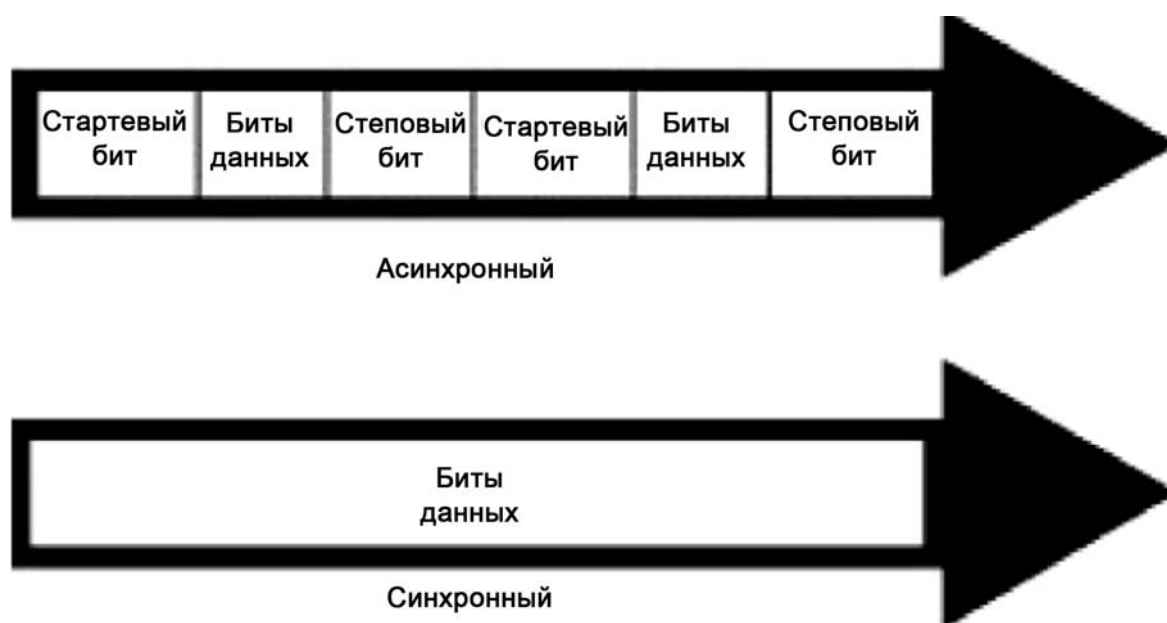 Стартевый
бит
Биты
данных
Степовый
бит
Стартевый
бит
Биты
данных
Степовый
бит
Асинхронный
Биты
данных
Синхронный